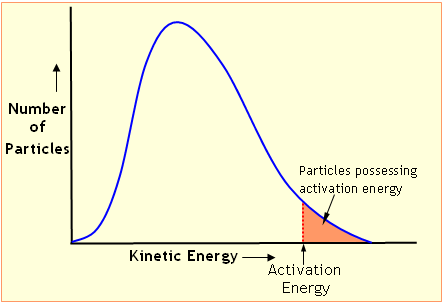 Number
of
Particles
Particles possessing
activation energy
Kinetic Energy
Activation
Energy